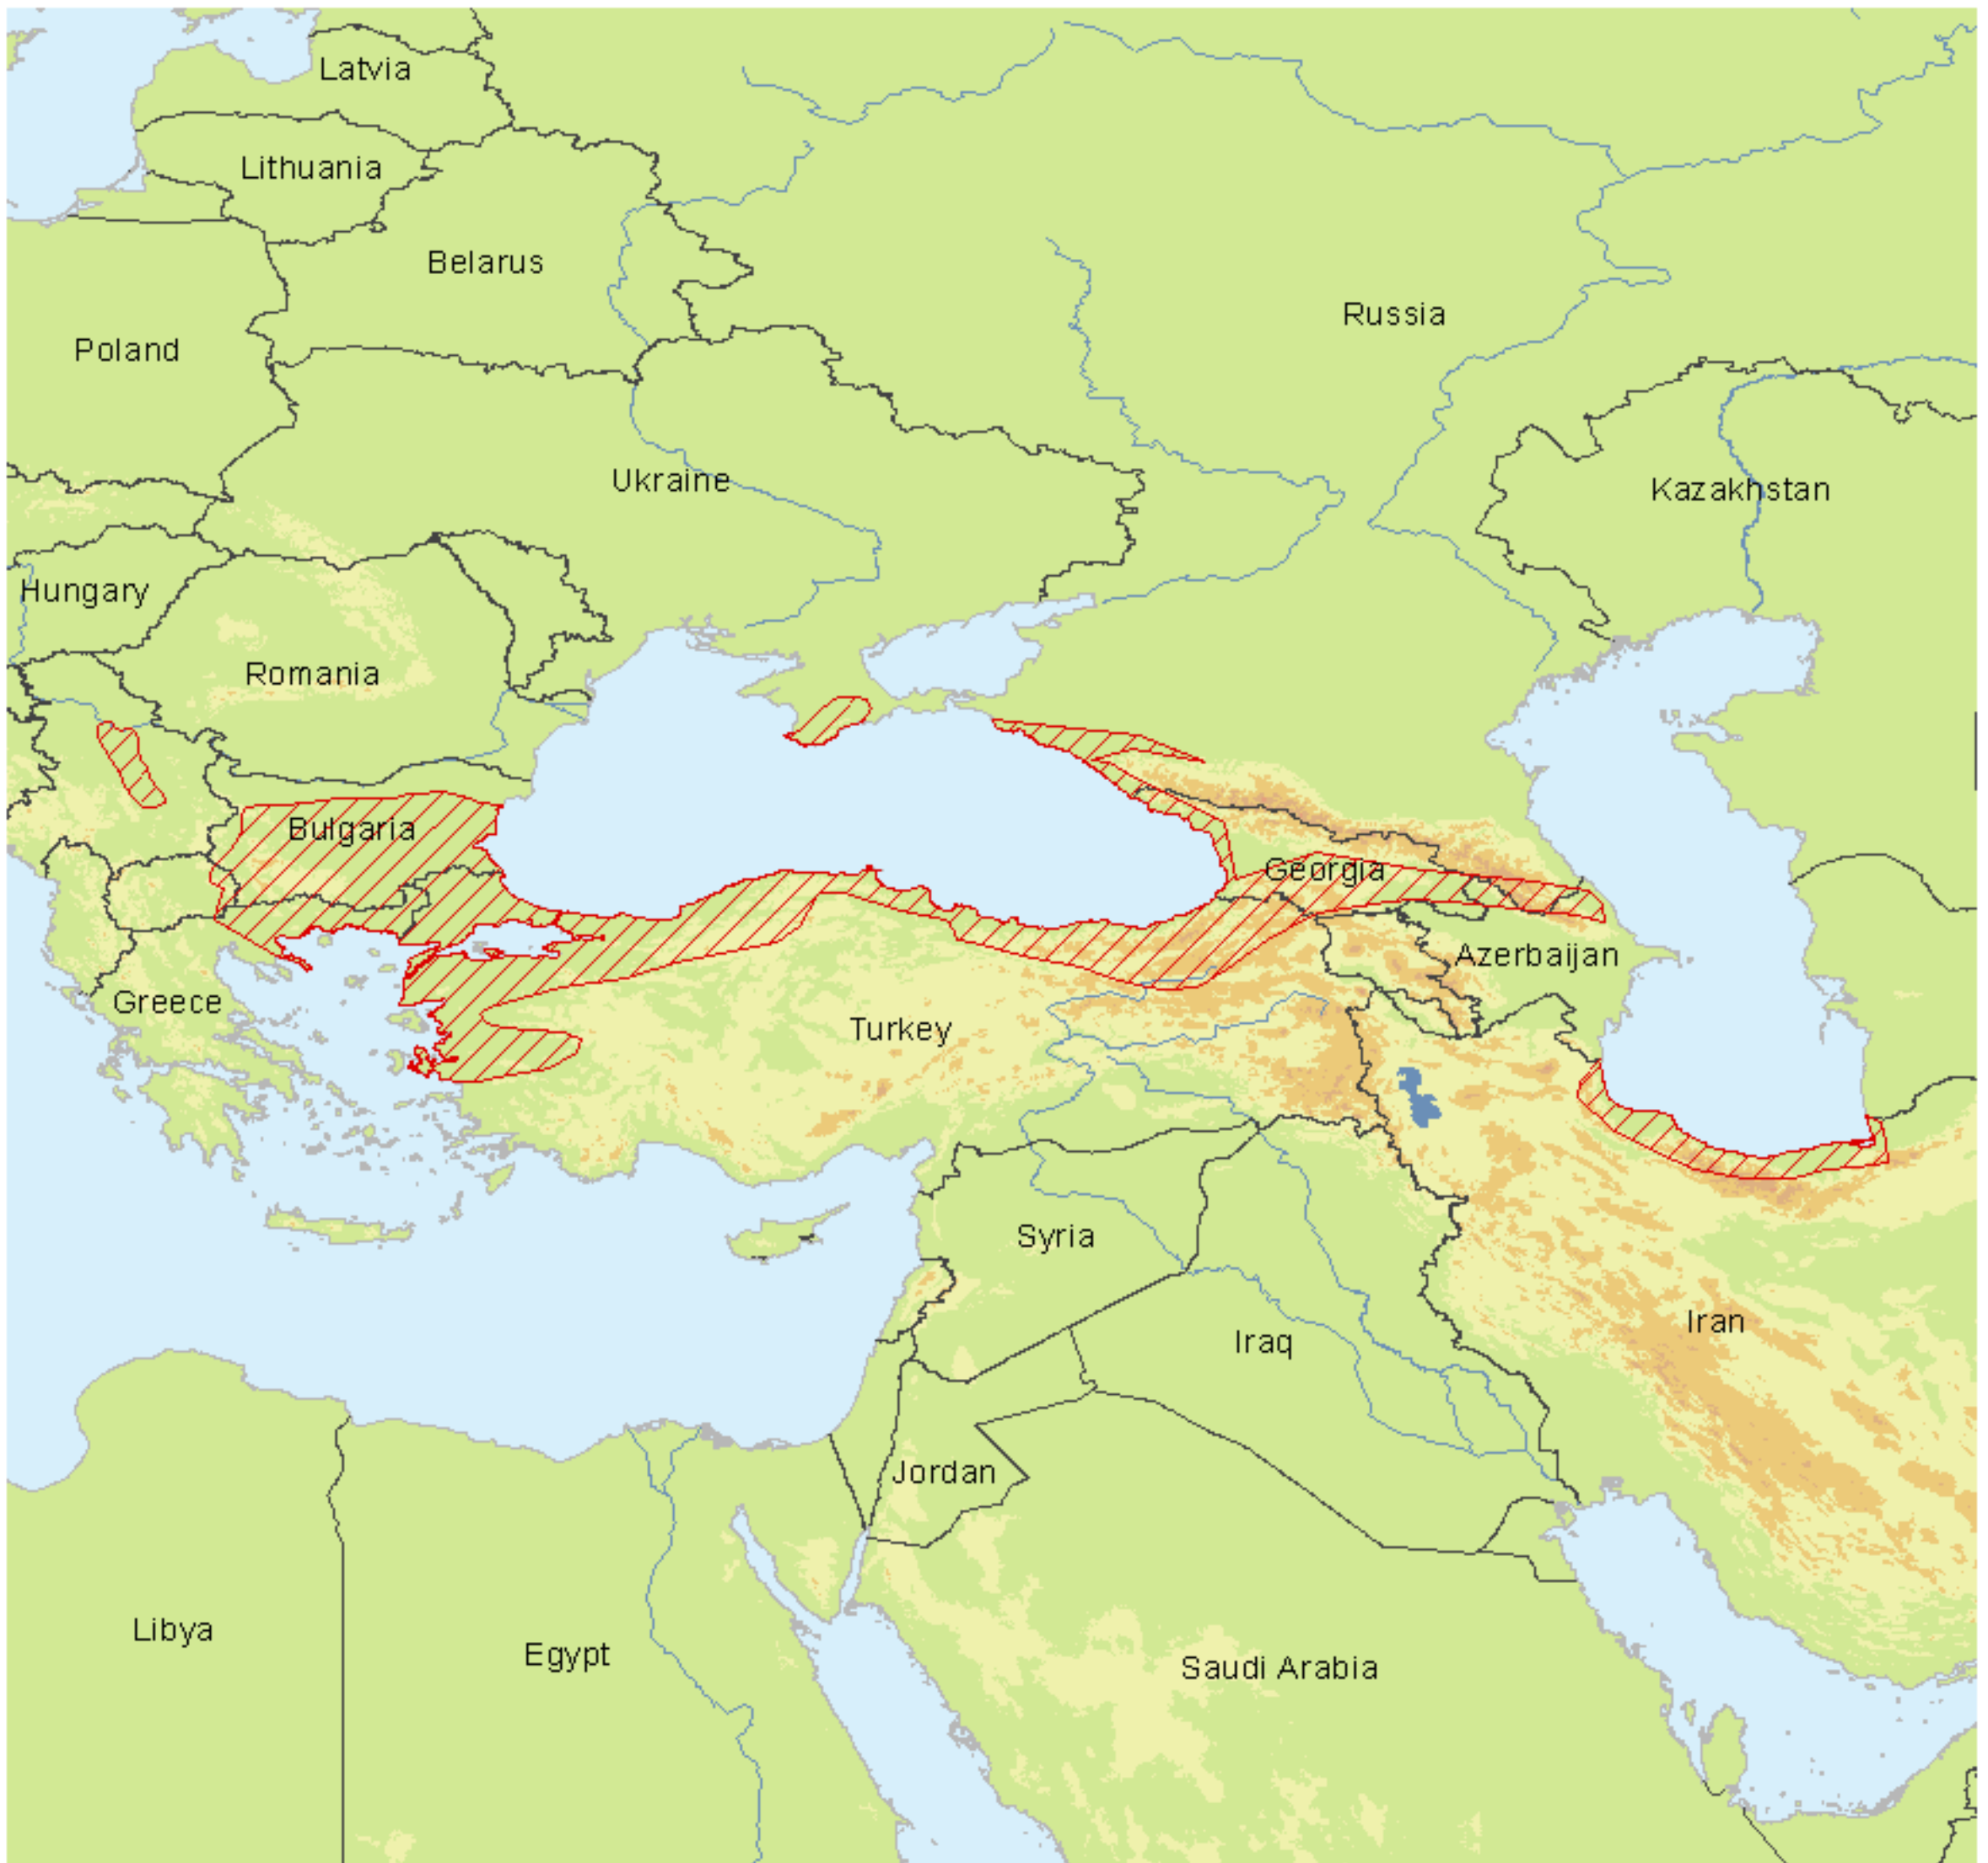 Latvia
Lithuania
Belarus
Russia
Poland
Ukraine
Kazakhstan
Hungary
Romania
Bulgaria
Georgia
Azerbaijan
Greece
Turkey
Syria
Iran
Iraq
Jordan
Libya
Egypt
Saudi Arabia